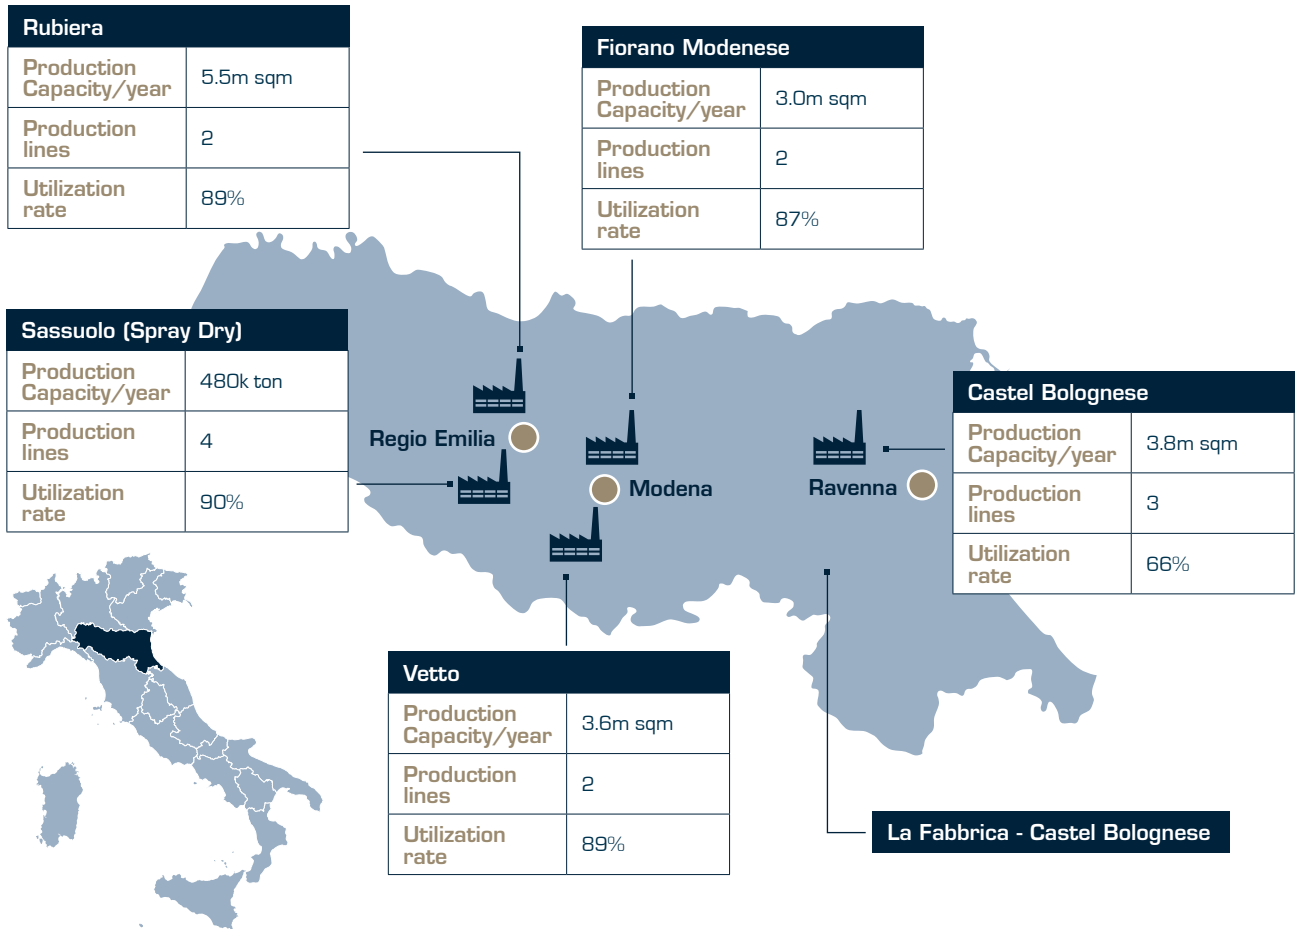 Rubiera
Production
Capacity/year
5.5m sqm
Production
lines
2
Utilization
rate
89%
Fiorano Modenese
Production
Capacity/year
3.0m sqm
Production
lines
2
Utilization
rate
87%
Sassuolo (Spray Dry)
Production
Capacity/year
480k ton
Production
lines
4
Utilization
rate
90%
Castel Bolognese
Production
Capacity/year
3.8m sqm
Production
lines
3
Utilization
rate
66%
Regio Emilia
Modena
Ravenna
Vetto
Production
Capacity/year
3.6m sqm
Production
lines
2
Utilization
rate
89%
La Fabbrica - Castel Bolognese